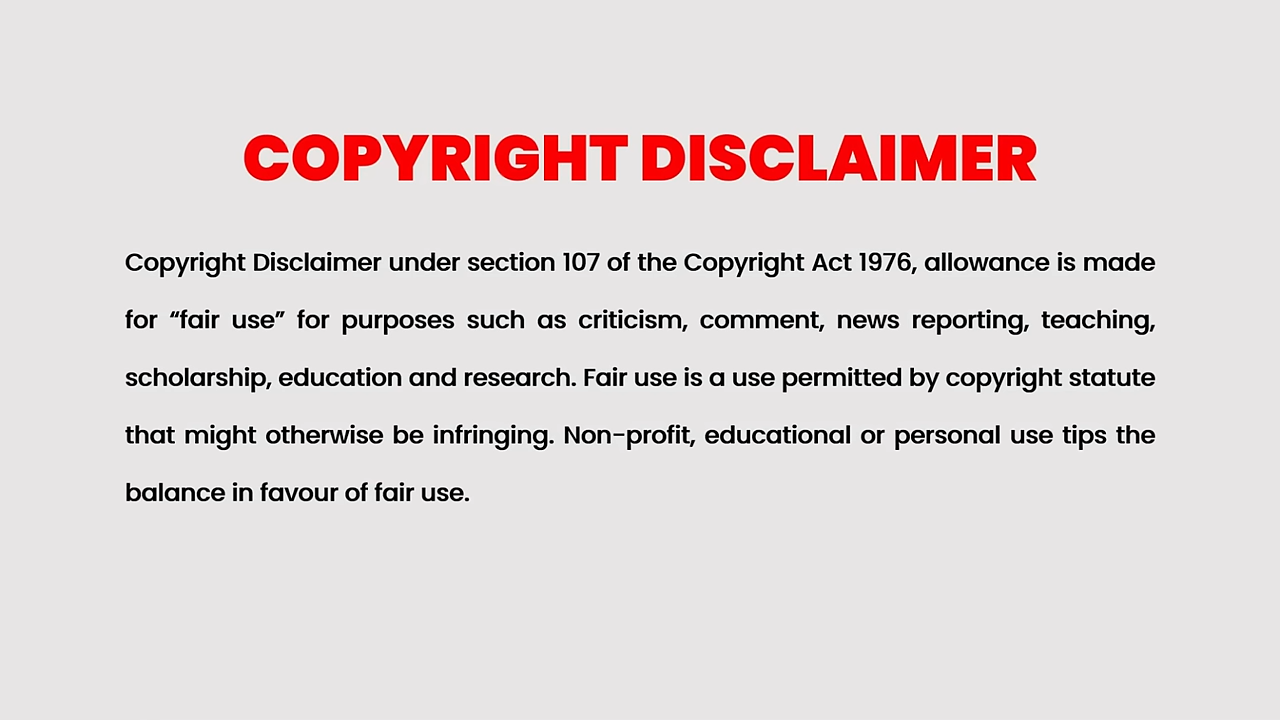 COPYRIGHT DISCLAIMER
Copyright Disclaimer under section 107 of the Copyright Act 1976, allowance is made
for “fair use” for purposes such as criticism, comment, news reporting, teaching,
scholarship, education and research. Fair use is a use permitted by copyright statute
that might otherwise be infringing. Non-profit, educational or personal use tips the
balance in favour of fair use.